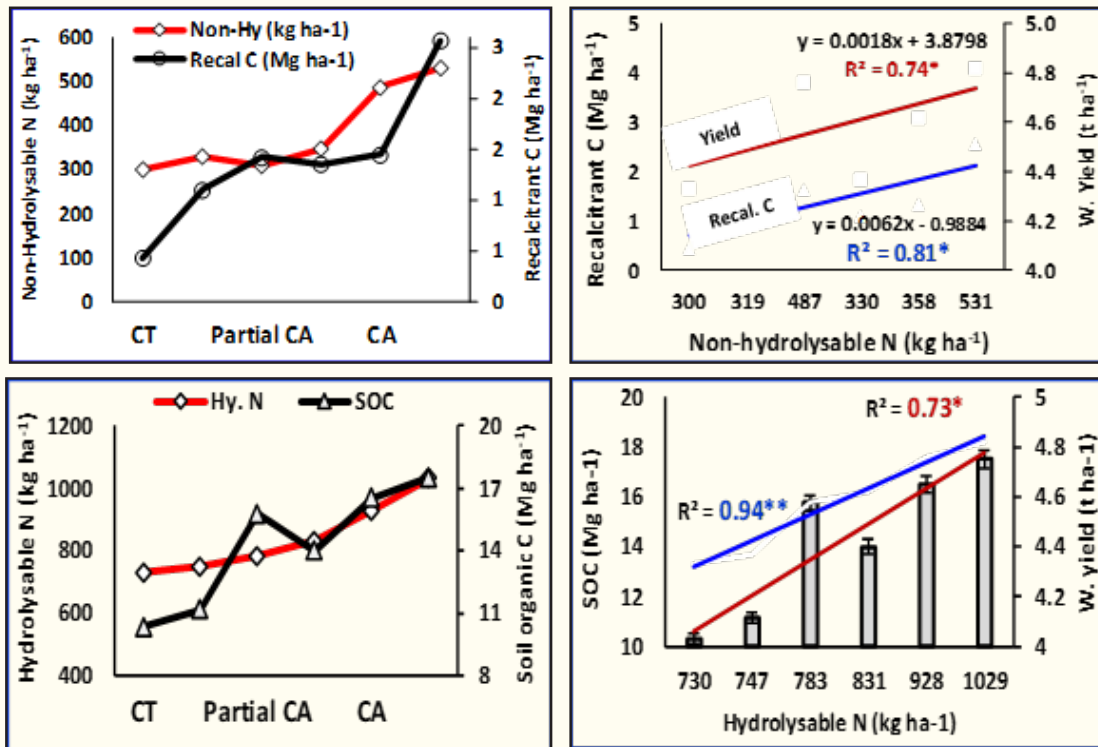 Non-Hy (kg ha-1)
Recal C (Mg ha-1)
Non-Hydrolysable N (kg ha⁻¹)
600
500
400
300
200
100
0
3
2
2
1
1
0
Recalcitrant C (Mg ha⁻¹)
CT Partial CA CA
Recalcitrant C (Mg ha⁻¹)
5
4
3
2
1
0
y = 0.0018x + 3.8798
R² = 0.74*
Yield
Recal. C
y = 0.0062x - 0.9884
R² = 0.81*
5.0
4.8
4.6
4.4
4.2
4.0
W. Yield (t ha⁻¹)
300 319 487 330 358 531
Non-hydrolysable N (kg ha⁻¹)
Hy. N SOC
Hydrolysable N (kg ha⁻¹)
1200
1000
800
600
400
20
17
14
11
8
Soil organic C (Mg ha⁻¹)
CT Partial CA CA
SOC (Mg ha-1)
20
18
16
14
12
10
R² = 0.73*
R² = 0.94**
5
4.8
4.6
4.4
4.2
4
W. yield (t ha-1)
730 747 783 831 928 1029
Hydrolysable N (kg ha-1)